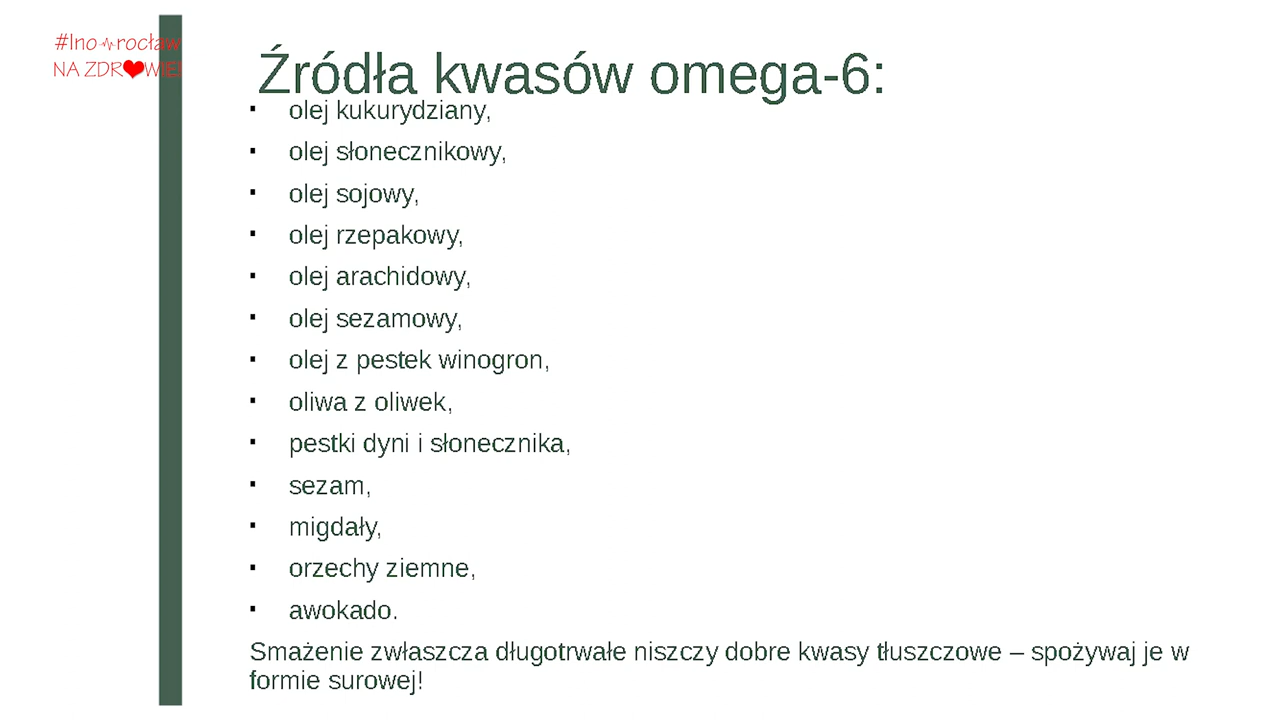 #Ino rocław
NA ZDR❤WIE!
Źródła kwasów omega-6:
▪ olej kukurydziany,
▪ olej słonecznikowy,
▪ olej sojowy,
▪ olej rzepakowy,
▪ olej arachidowy,
▪ olej sezamowy,
▪ olej z pestek winogron,
▪ oliwa z oliwek,
▪ pestki dyni i słonecznika,
▪ sezam,
▪ migdały,
▪ orzechy ziemne,
▪ awokado.
Smażenie zwłaszcza długotrwałe niszczy dobre kwasy tłuszczowe – spożywaj je w
formie surowej!